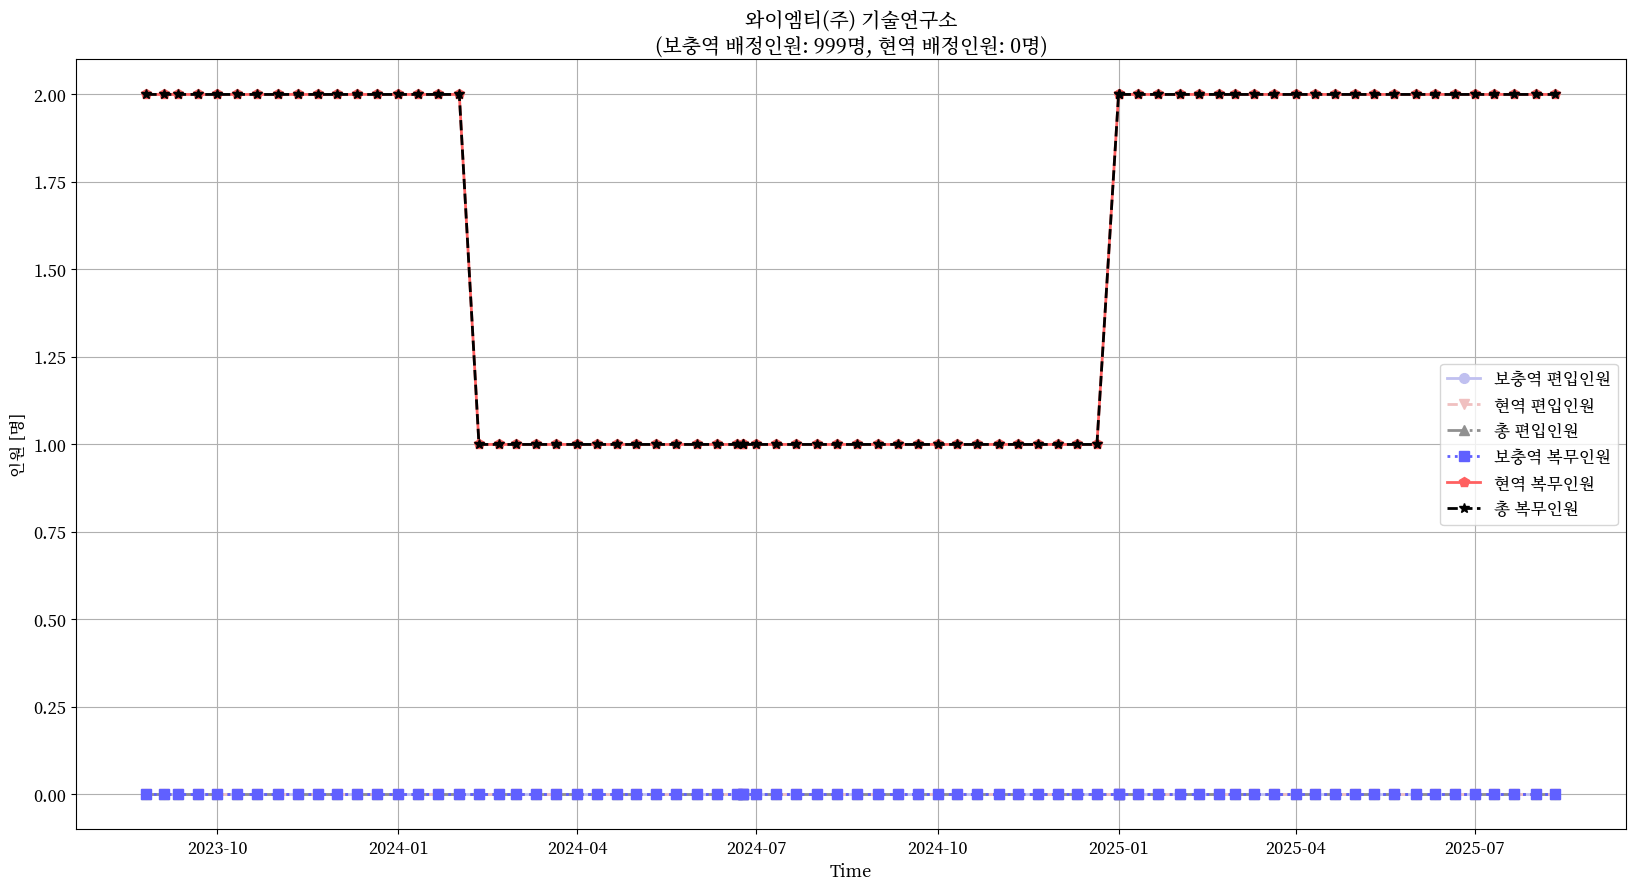 와이엠티(주) 기술연구소
(보충역 배정인원: 999명, 현역 배정인원: 0명)
인원 [명]
2.00
1.75
1.50
1.25
1.00
0.75
0.50
0.25
0.00
보충역 편입인원
현역 편입인원
총 편입인원
보충역 복무인원
현역 복무인원
총 복무인원
2023-10
2024-01
2024-04
2024-07
2024-10
2025-01
2025-04
2025-07
Time